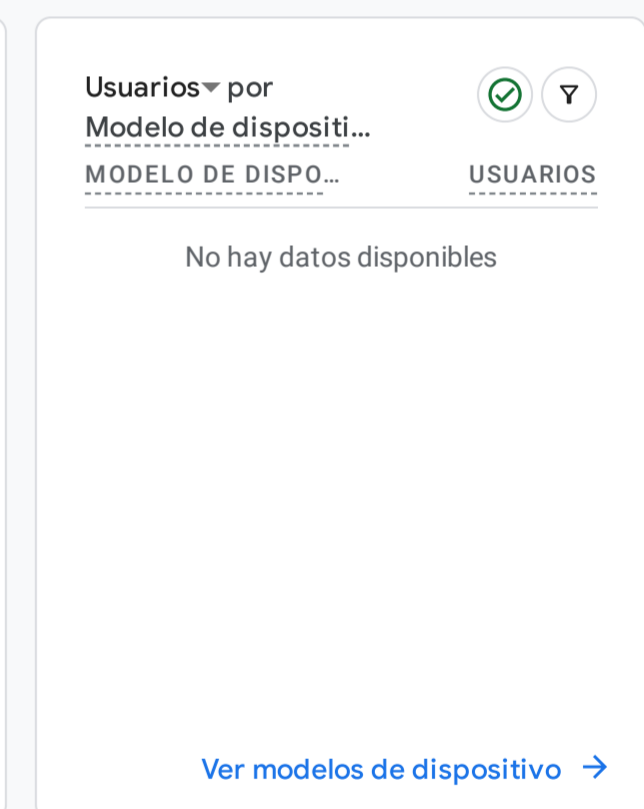 Usuarios por
Modelo de dispositi...
MODELO DE DISPO... USUARIOS
No hay datos disponibles
Ver modelos de dispositivo